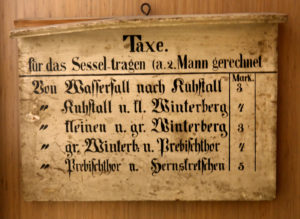 Taxe.
für das Sessel-tragen (a. 2. Mann gerechnet
Mark.
Von Wasserfall nach Kuhstall 3
" Kuhstall u. kl. Winterberg 4
" kleinen u. gr. Winterberg 3
" gr. Winterb. u. Prebischthor 4
" Prebischthor u. Hernskretschen 5